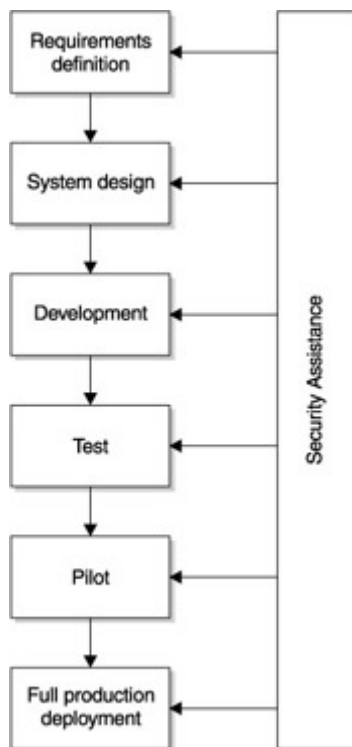 Requirements
definition
System design
Development
Test
Pilot
Full production
deployment
Security Assistance